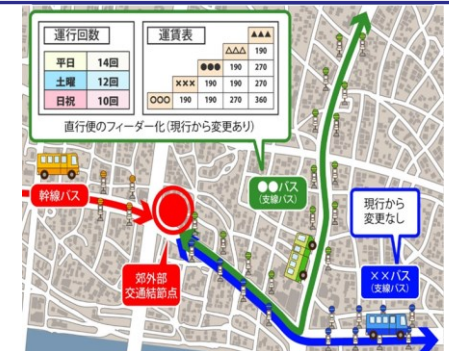 運行回数
平日 14回
土曜 12回
日祝 10回
運賃表
▲▲▲
△△△ 190
●●● 190 270
××× 190 190 270
○○○ 190 190 270 360
直行便のフィーダー化(現行から変更あり)
幹線バス
●●バス
(支線バス)
現行から
変更なし
郊外部
交通結節点
××バス
(支線バス)